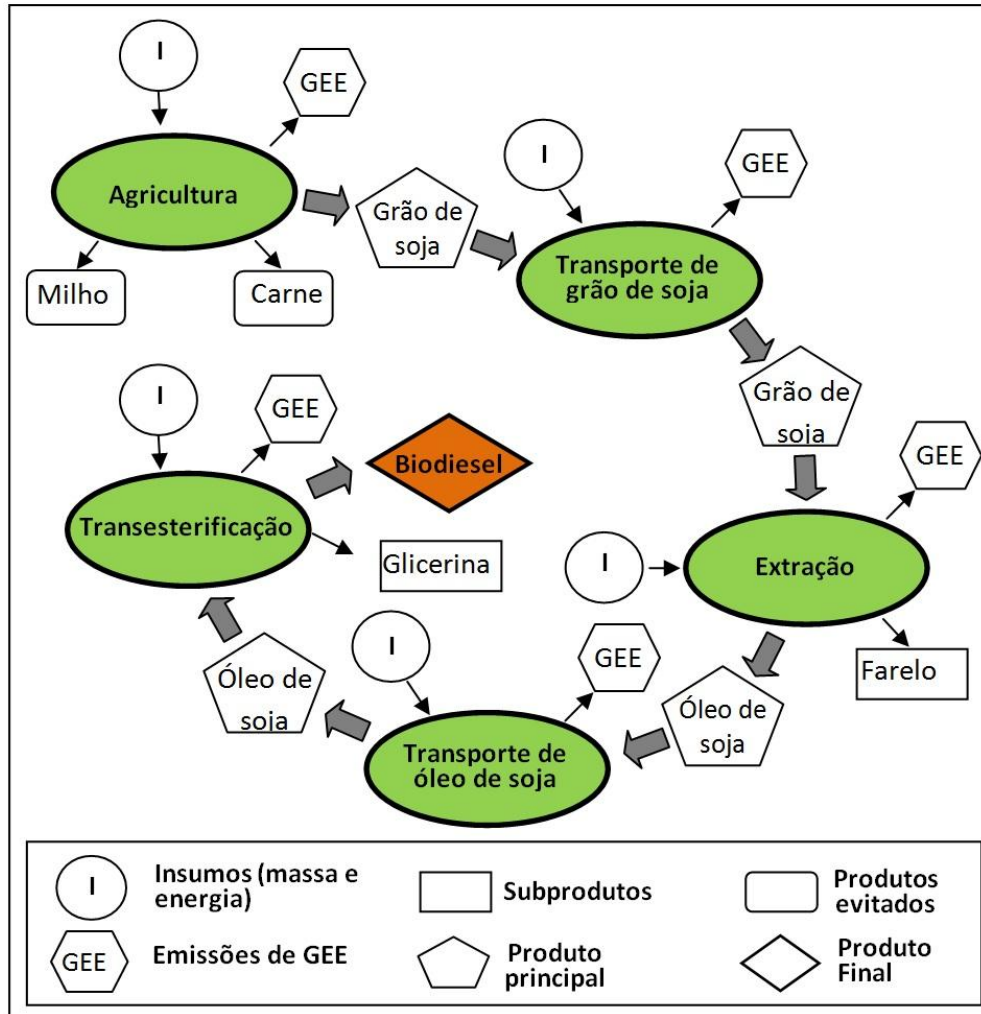 I
GEE
Agricultura
Milho
Carne
Grão de
soja
I
GEE
Transporte de
grão de soja
Grão de
soja
I
GEE
Extração
Farelo
Óleo de
soja
I
GEE
Transporte de
óleo de soja
Óleo de
soja
I
GEE
Transesterificação
Biodiesel
Glicerina
I
Insumos (massa e
energia)
Subprodutos
Produtos
evitados
GEE
Emissões de GEE
Produto
principal
Produto
Final